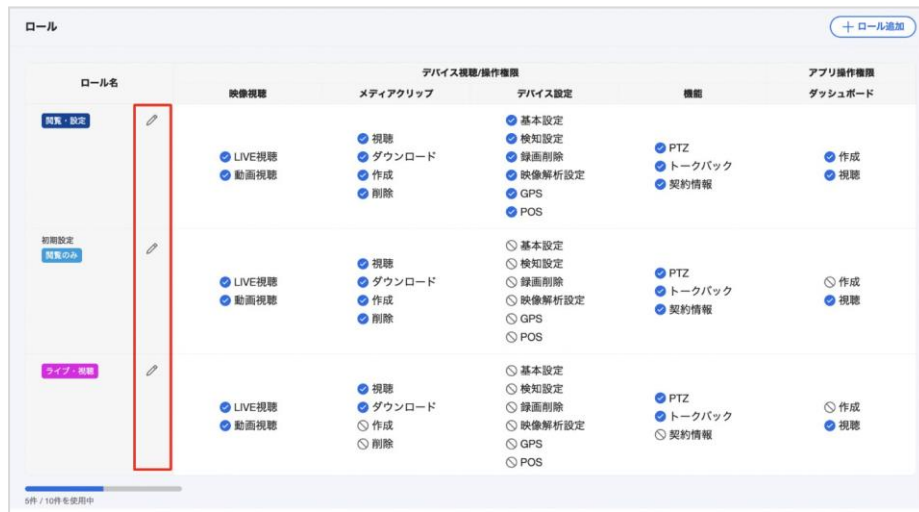 ロール
＋ ロール追加
ロール名
デバイス視聴/操作権限
アプリ操作権限
映像視聴
メディアクリップ
デバイス設定
機能
ダッシュボード
閲覧・設定
LIVE視聴
動画視聴
視聴
ダウンロード
作成
削除
基本設定
検知設定
録画削除
映像解析設定
GPS
POS
PTZ
トークバック
契約情報
作成
視聴
初期設定
閲覧のみ
LIVE視聴
動画視聴
視聴
ダウンロード
作成
削除
基本設定
検知設定
録画削除
映像解析設定
GPS
POS
PTZ
トークバック
契約情報
作成
視聴
ライブ・視聴
LIVE視聴
動画視聴
視聴
ダウンロード
作成
削除
基本設定
検知設定
録画削除
映像解析設定
GPS
POS
PTZ
トークバック
契約情報
作成
視聴
5件 / 10件を使用中